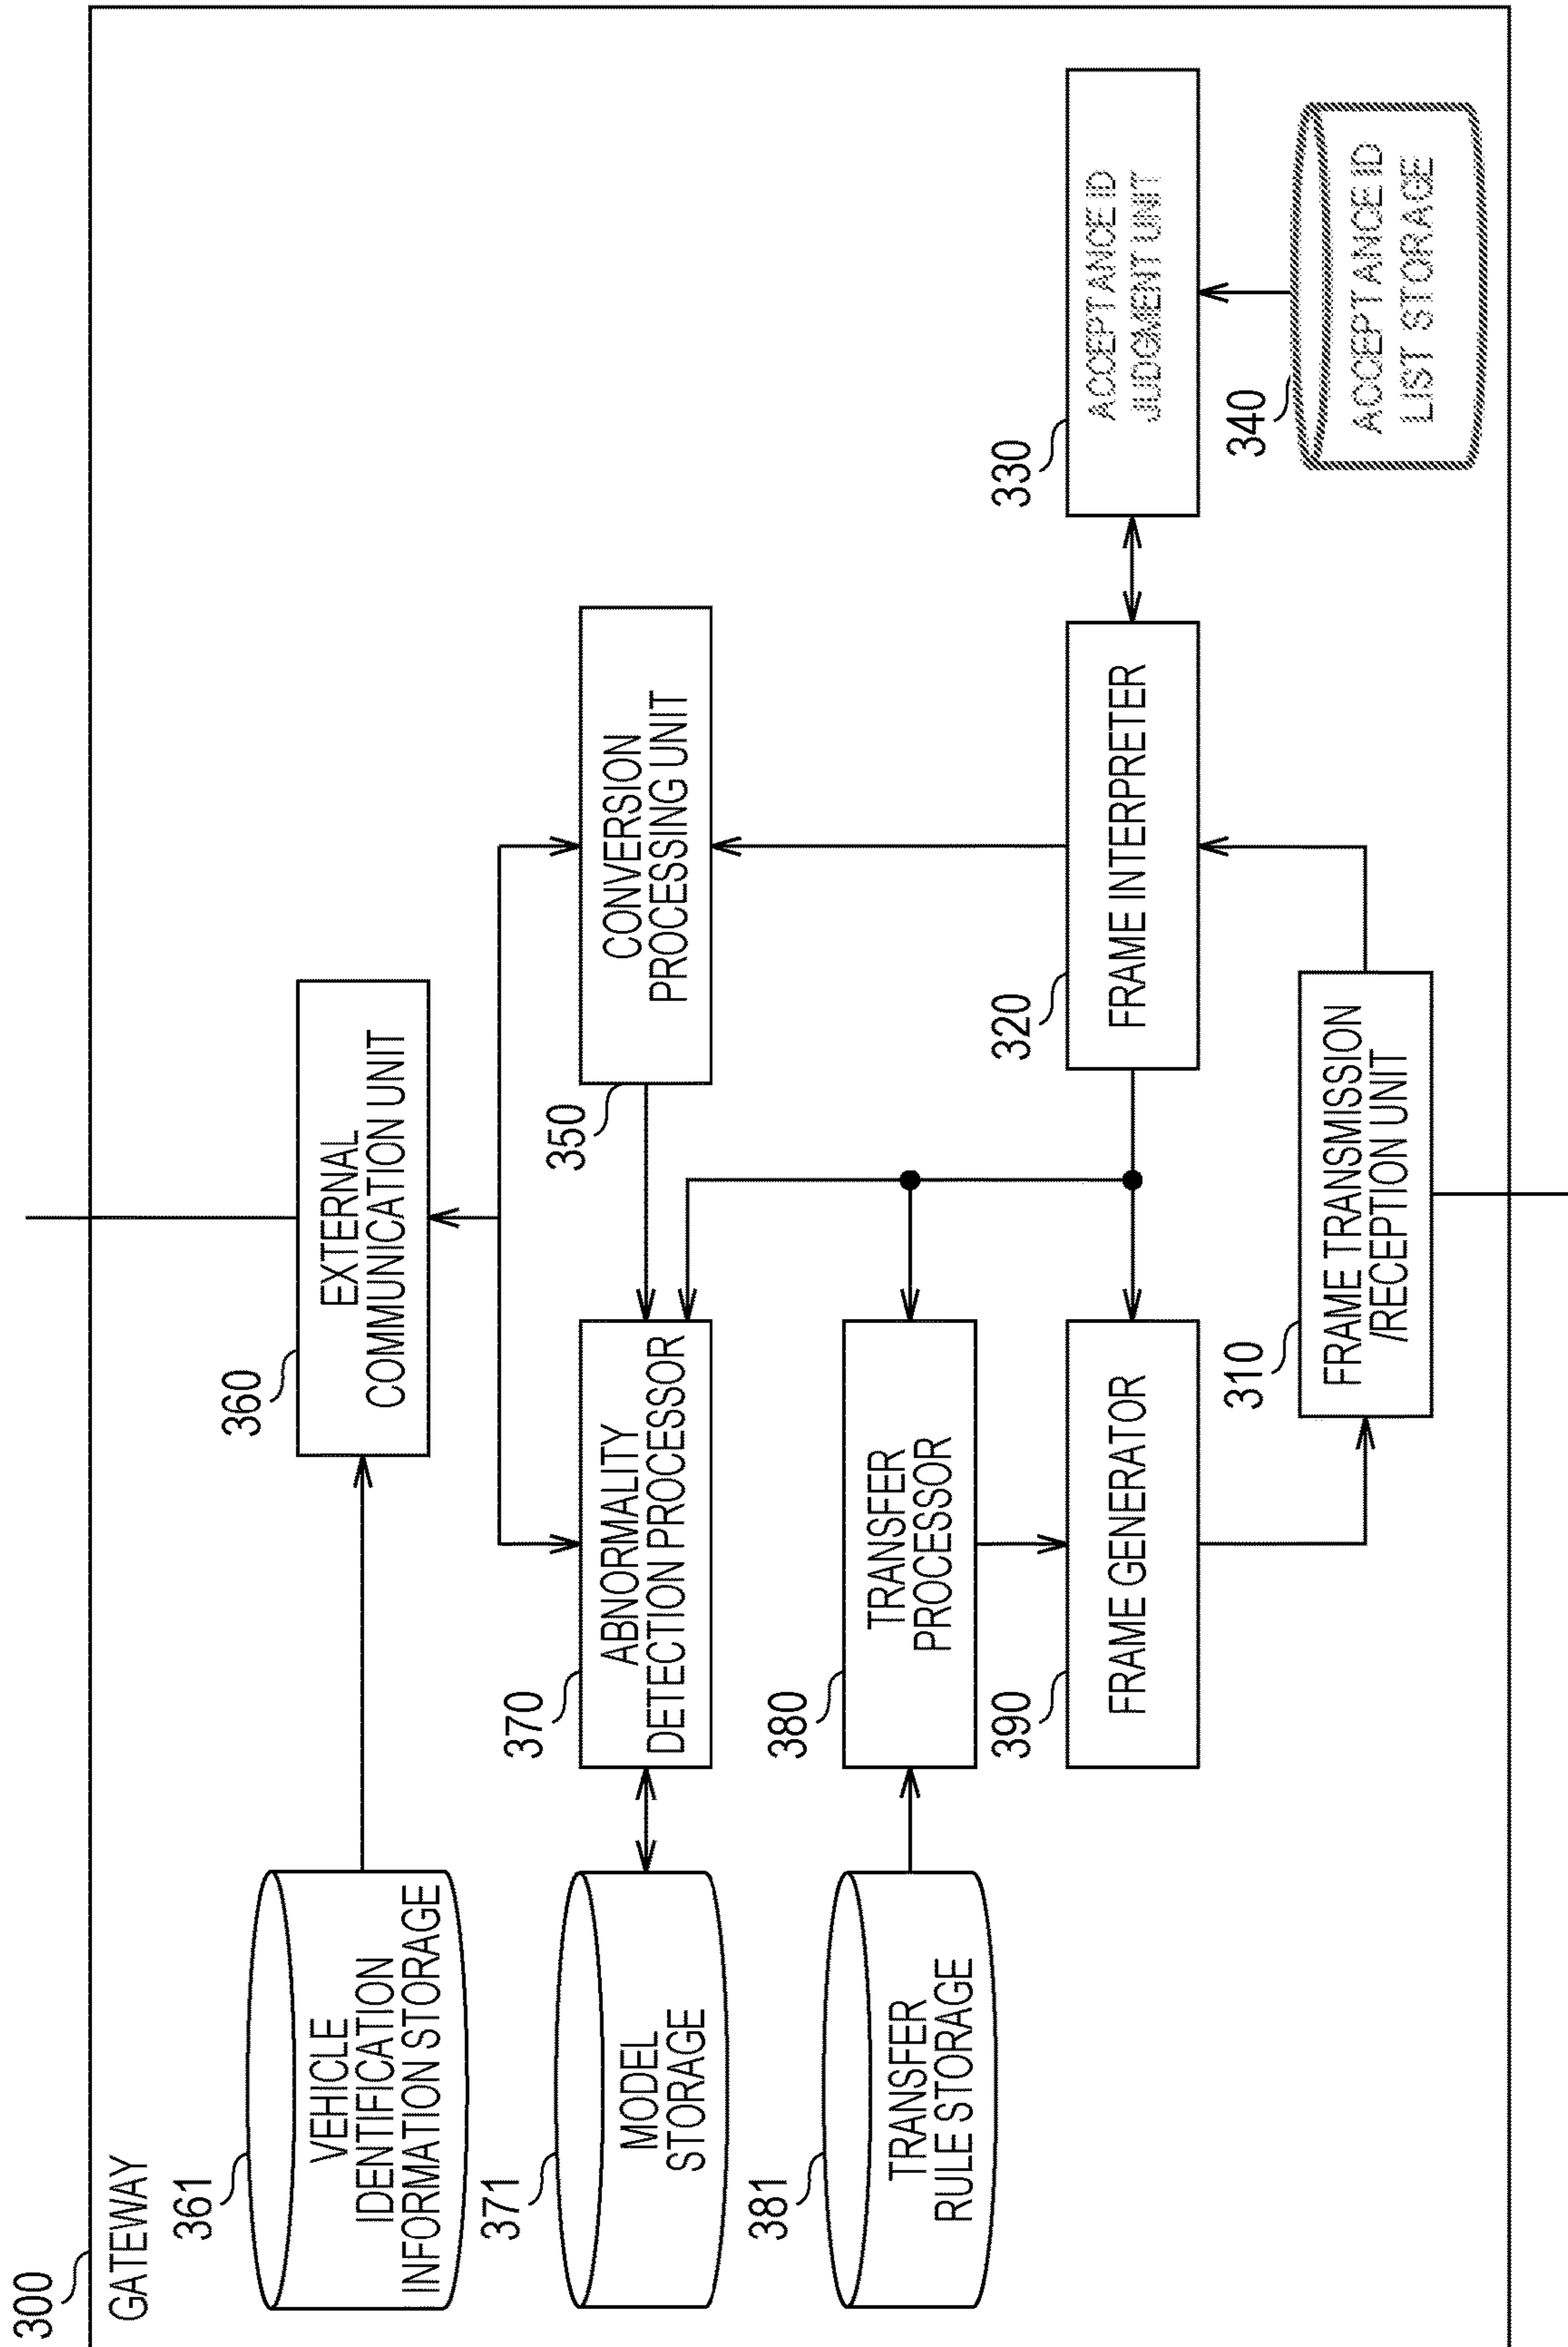 300
GATEWAY
361
VEHICLE
IDENTIFICATION
INFORMATION STORAGE
360
EXTERNAL
COMMUNICATION UNIT
371
MODEL
STORAGE
370
ABNORMALITY
DETECTION PROCESSOR
350
CONVERSION
PROCESSING UNIT
381
TRANSFER
RULE STORAGE
380
TRANSFER
PROCESSOR
390
FRAME GENERATOR
320
FRAME INTERPRETER
330
ACCEPTANCE ID
JUDGMENT UNIT
310
FRAME TRANSMISSION
/RECEPTION UNIT
340
ACCEPTANCE ID
LIST STORAGE